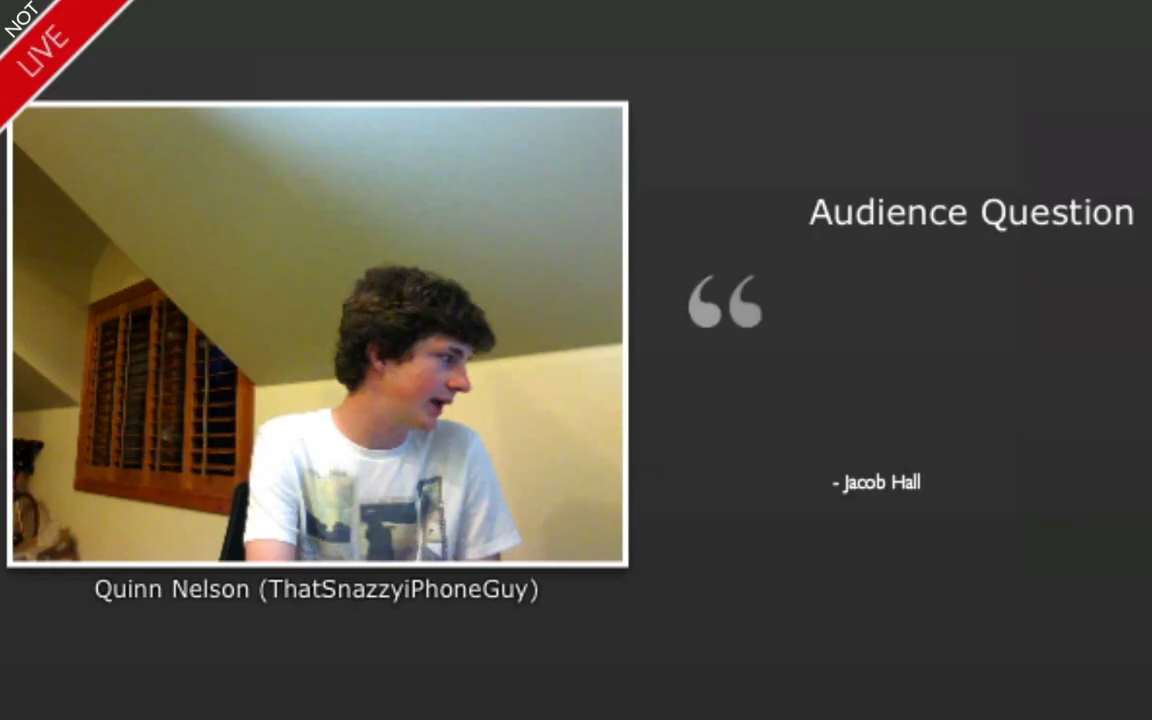 NOT
LIVE
Audience Question
“
- Jacob Hall
Quinn Nelson (ThatSnazzyiPhoneGuy)